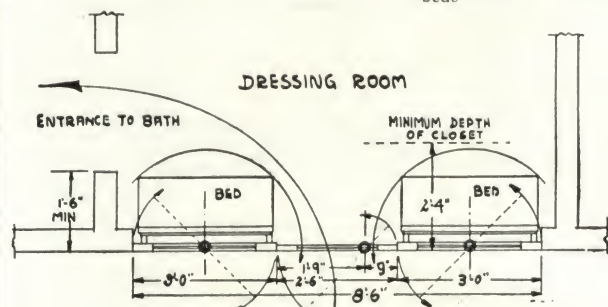 DRESSING ROOM
ENTRANCE TO BATH
MINIMUM DEPTH
OF CLOSET
1'-6"
MIN
BED
BED
2'-4"
1'-9"
9"
3'-0"
2'-6"
3'-0"
8'-6"